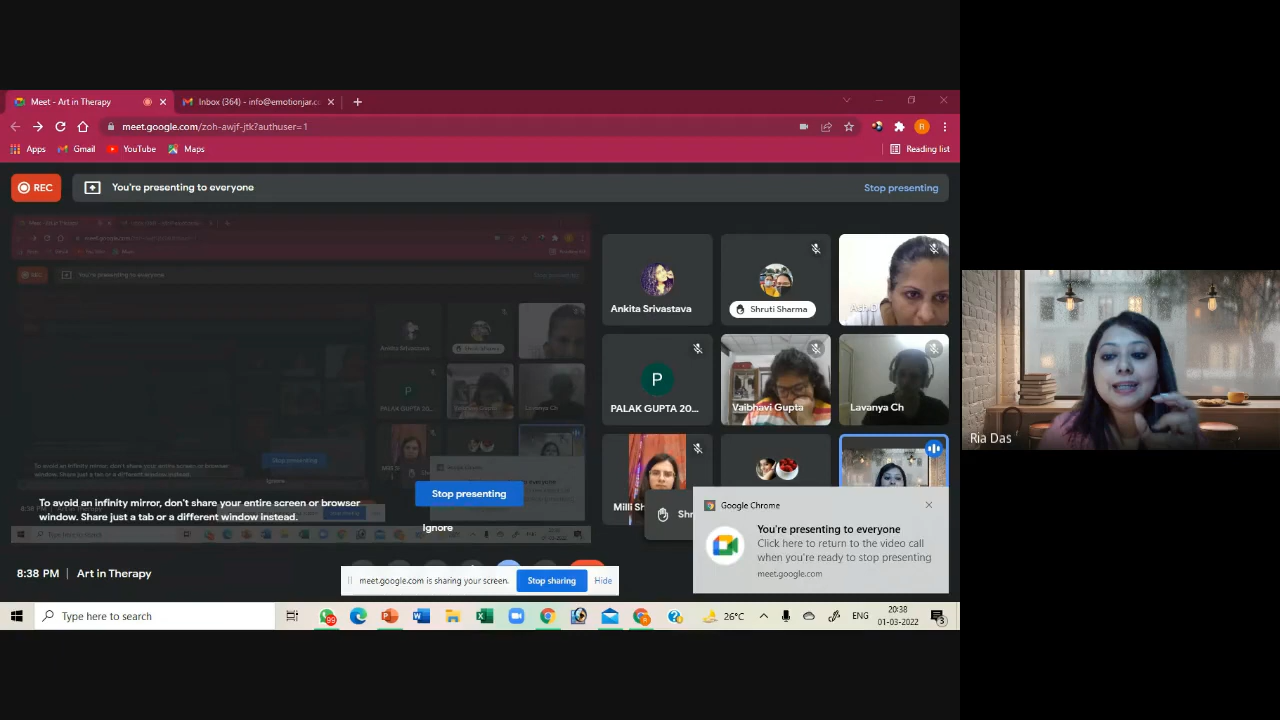 Meet - Art in Therapy
Inbox (364) - info@emotionjar.c
meet.google.com/zoh-awjf-jtk?authuser=1
Apps
Gmail
YouTube
Maps
Reading list
REC
You're presenting to everyone
Stop presenting
Ankita Srivastava
Shruti Sharma
Ash D
PALAK GUPTA 20...
Vaibhavi Gupta
Lavanya Ch
P
Milli Sh
Shr
Ria Das
To avoid an infinity mirror, don't share your entire screen or browser
window. Share just a tab or a different window instead.
Stop presenting
Ignore
Google Chrome
You're presenting to everyone
Click here to return to the video call
when you're ready to stop presenting
meet.google.com
8:38 PM | Art in Therapy
meet.google.com is sharing your screen.
Stop sharing
Hide
Type here to search
99
26°C
ENG
20:38
01-03-2022
3